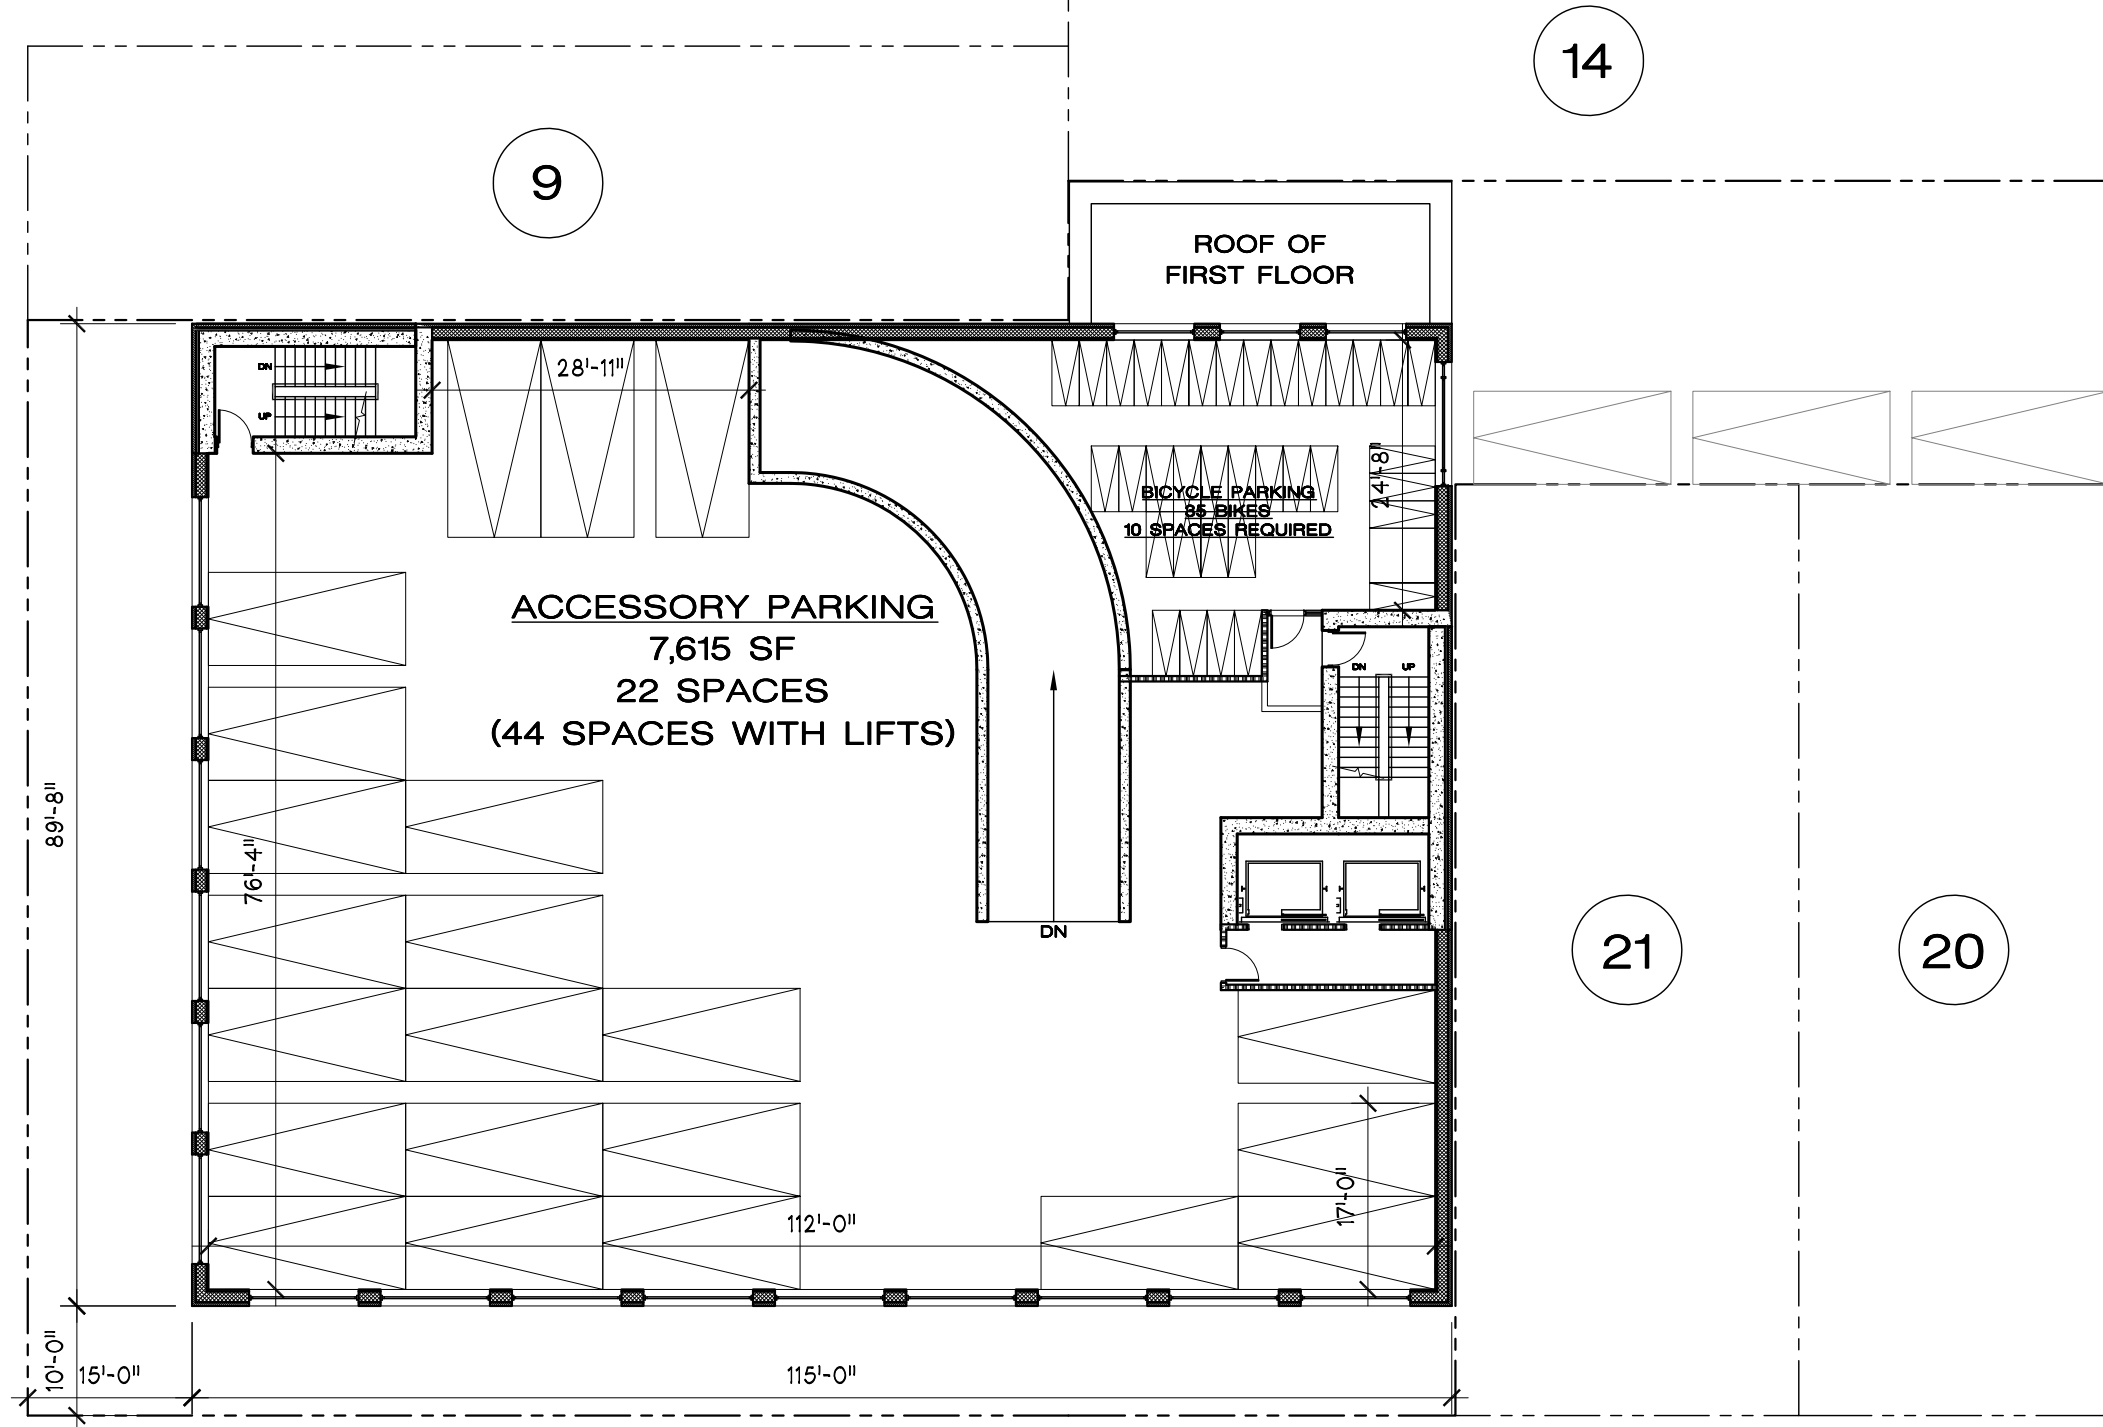 14
9
ROOF OF
FIRST FLOOR
DN
UP
28'-11"
24'-8"
BICYCLE PARKING
35 BIKES
10 SPACES REQUIRED
ACCESSORY PARKING
7,615 SF
22 SPACES
(44 SPACES WITH LIFTS)
DN
UP
89'-8"
76'-4"
DN
21
20
17'-0"
112'-0"
10'-0"
15'-0"
115'-0"